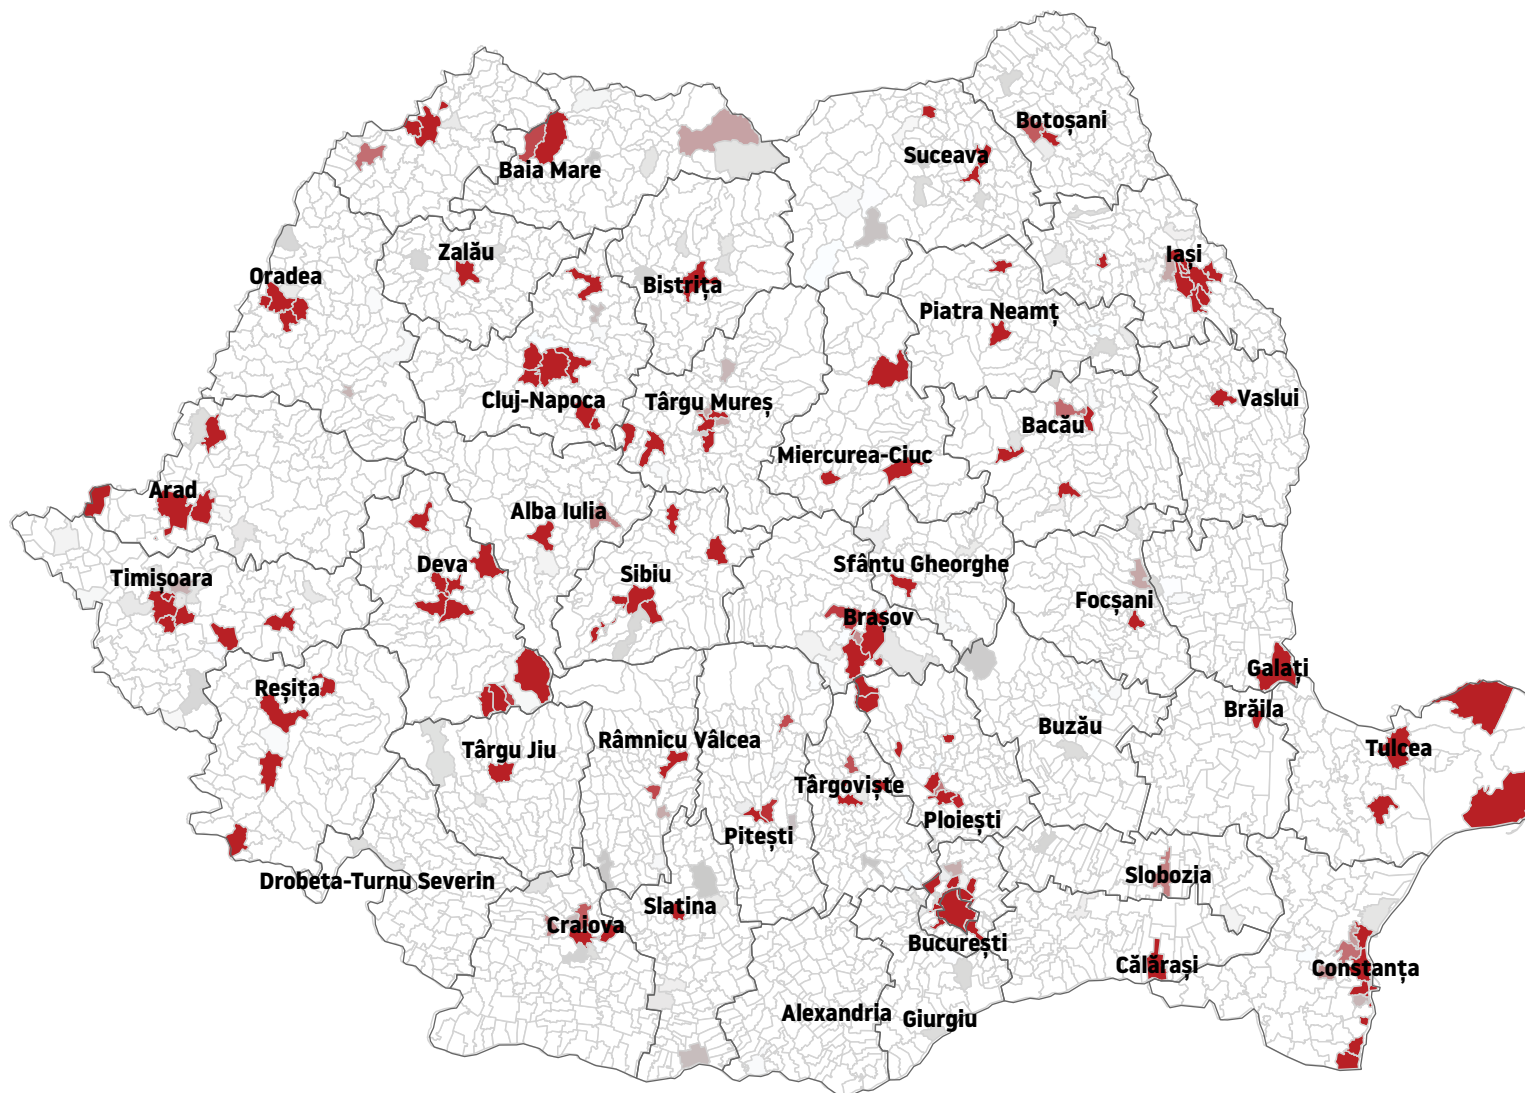 Botoșani
Suceava
Baia Mare
Zalău
Iași
Oradea
Bistrița
Piatra Neamț
Cluj-Napoca
Târgu Mureș
Vaslui
Bacău
Miercurea-Ciuc
Arad
Alba Iulia
Deva
Sfântu Gheorghe
Timișoara
Sibiu
Focșani
Brașov
Galați
Reșița
Brăila
Buzău
Râmnicu Vâlcea
Târgu Jiu
Tulcea
Târgoviște
Ploiești
Pitești
Slobozia
Drobeta-Turnu Severin
Slatina
Craiova
București
Călărași
Constanța
Alexandria
Giurgiu